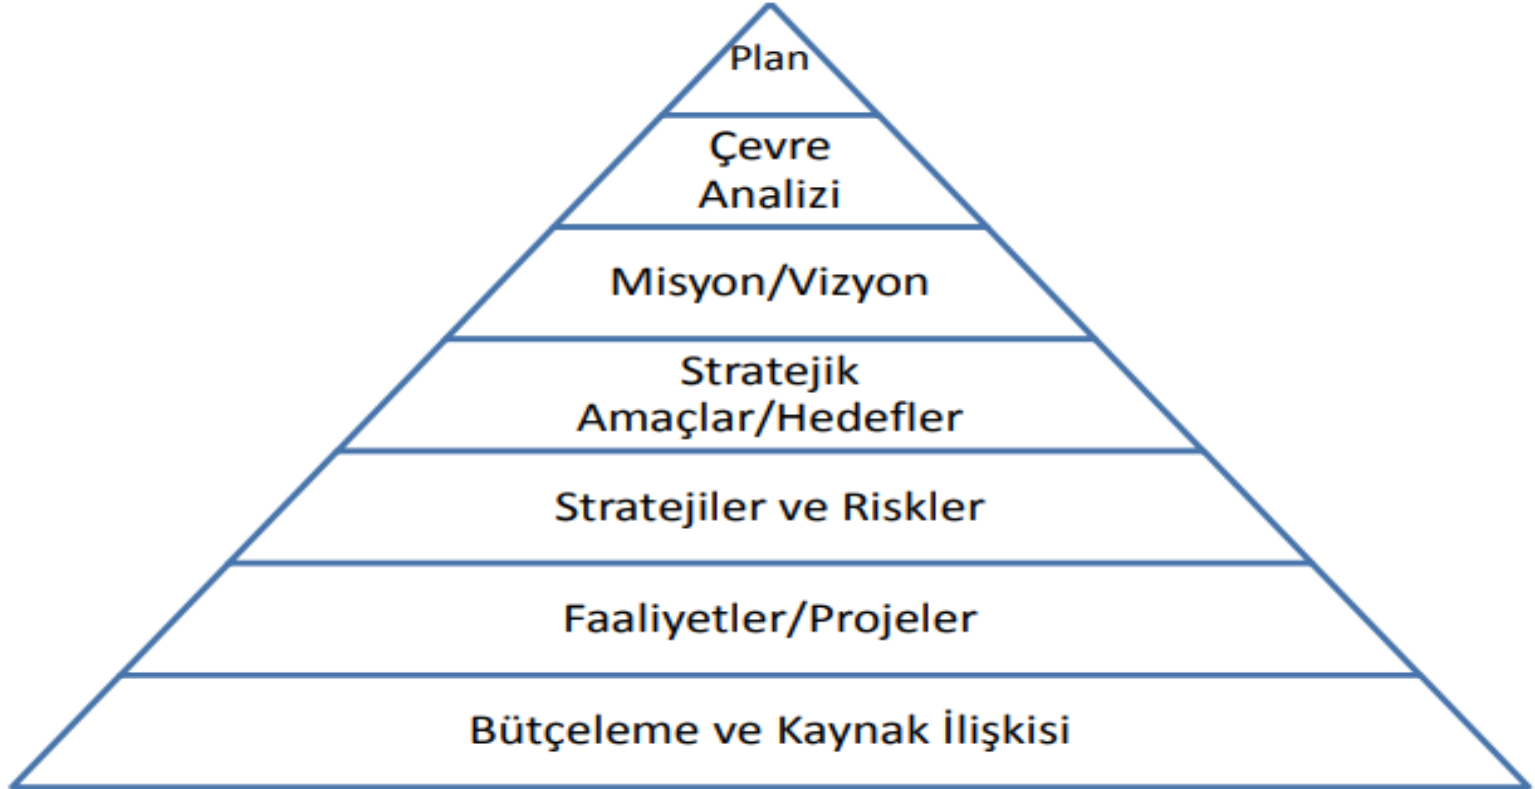 Plan
Çevre
Analizi
Misyon/Vizyon
Stratejik
Amaçlar/Hedefler
Stratejiler ve Riskler
Faaliyetler/Projeler
Bütçeleme ve Kaynak İlişkisi